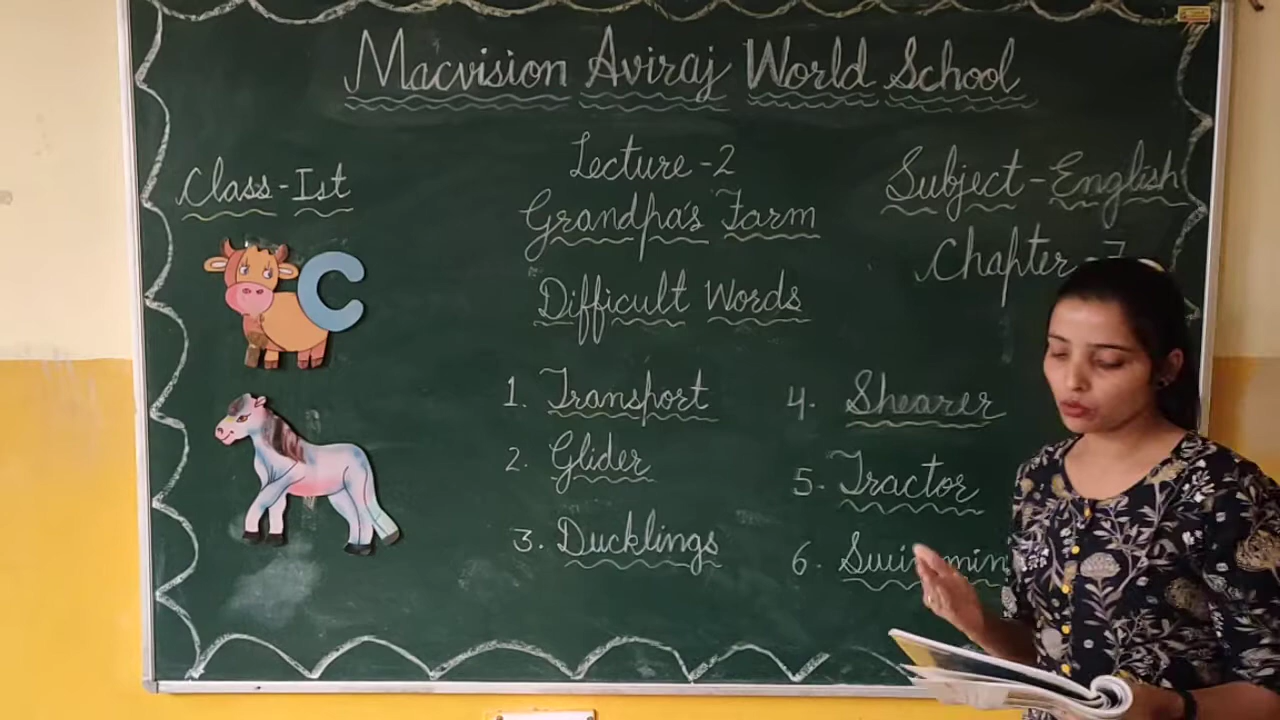 Macvision Aviraj World School
Lecture-2
Class-Ist
Subject-English
Grandpa's Farm
Chapter-7
C
Difficult Words
1. Transport
2. Glider
3. Ducklings
4. Shearer
5. Tractor
6.